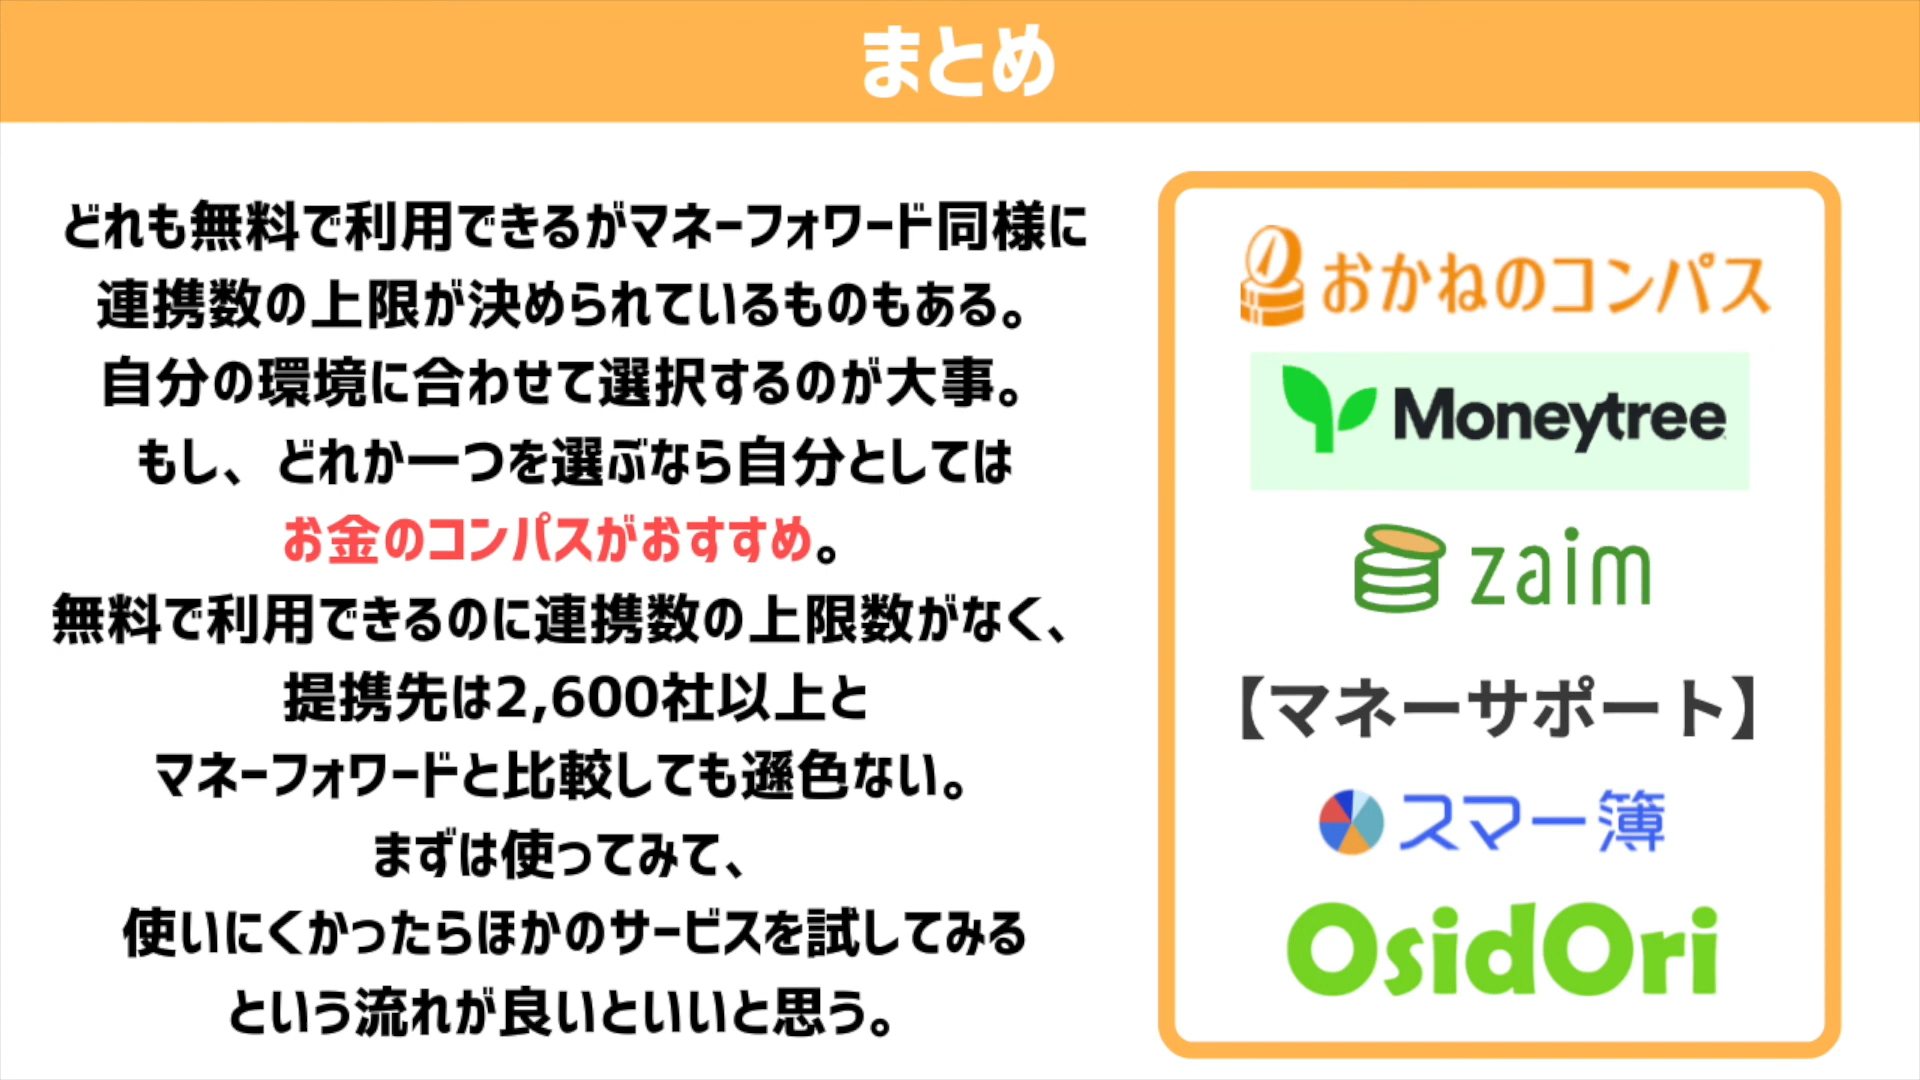 まとめ
どれも無料で利用できるがマネーフォワード同様に
連携数の上限が決められているものもある。
自分の環境に合わせて選択するのが大事。
もし、どれか一つを選ぶなら自分としては
お金のコンパスがおすすめ。
無料で利用できるのに連携数の上限数がなく、
提携先は2,600社以上と
マネーフォワードと比較しても遜色ない。
まずは使ってみて、
使いにくかったらほかのサービスを試してみる
という流れが良いといいと思う。
おかねのコンパス
Moneytree
zaim
【マネーサポート】
スマー簿
OsidOri